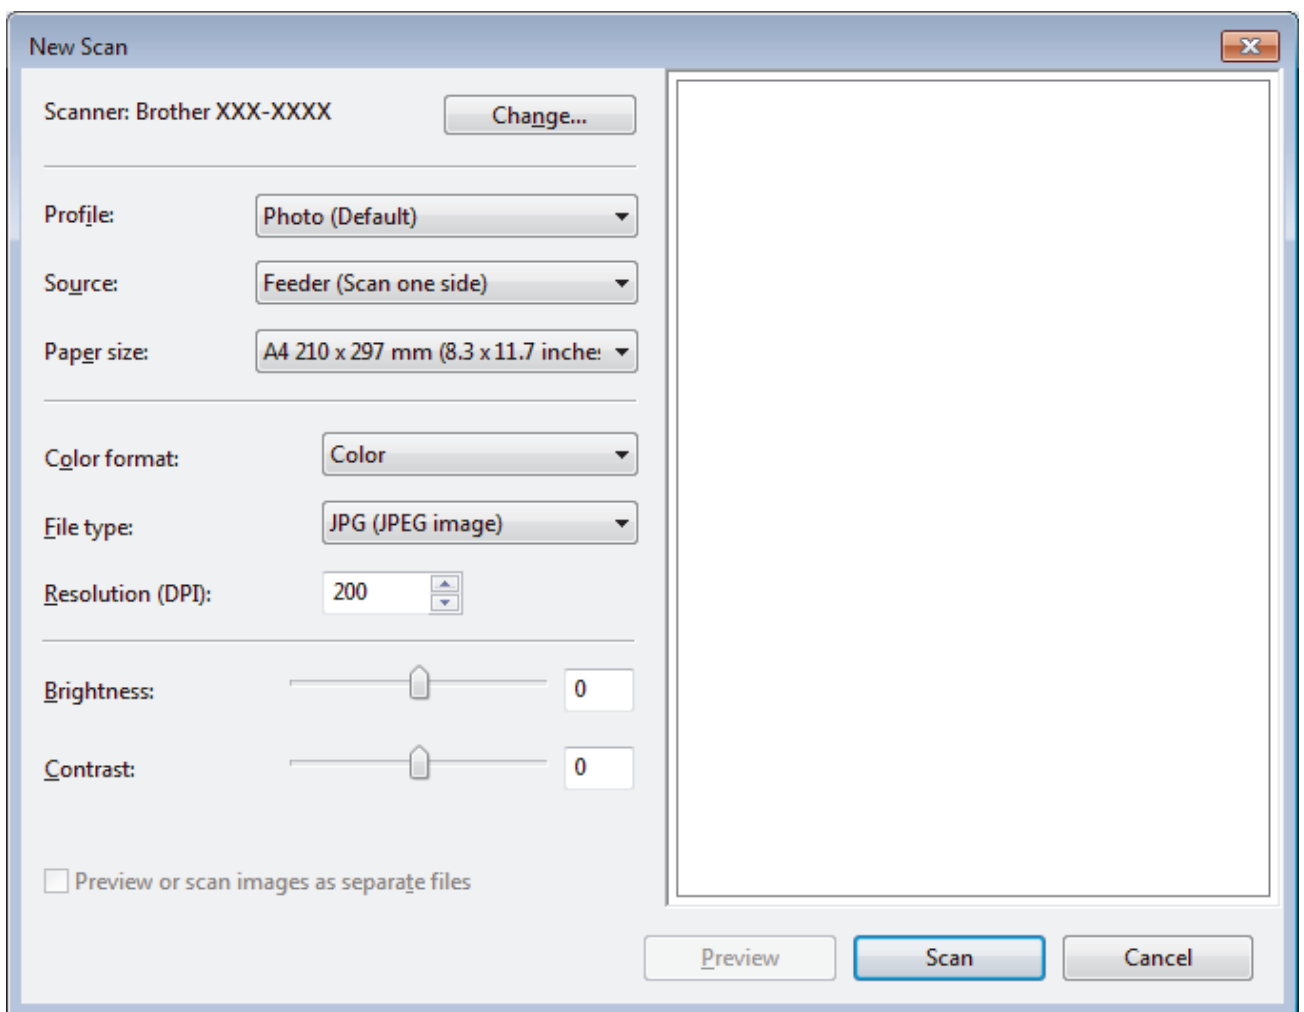 New Scan
Scanner: Brother XXX-XXXX
Change...
Profile:
Photo (Default)
Source:
Feeder (Scan one side)
Paper size:
A4 210 x 297 mm (8.3 x 11.7 inche
Color format:
Color
File type:
JPG (JPEG image)
Resolution (DPI):
200
Brightness:
0
Contrast:
0
Preview or scan images as separate files
Preview
Scan
Cancel